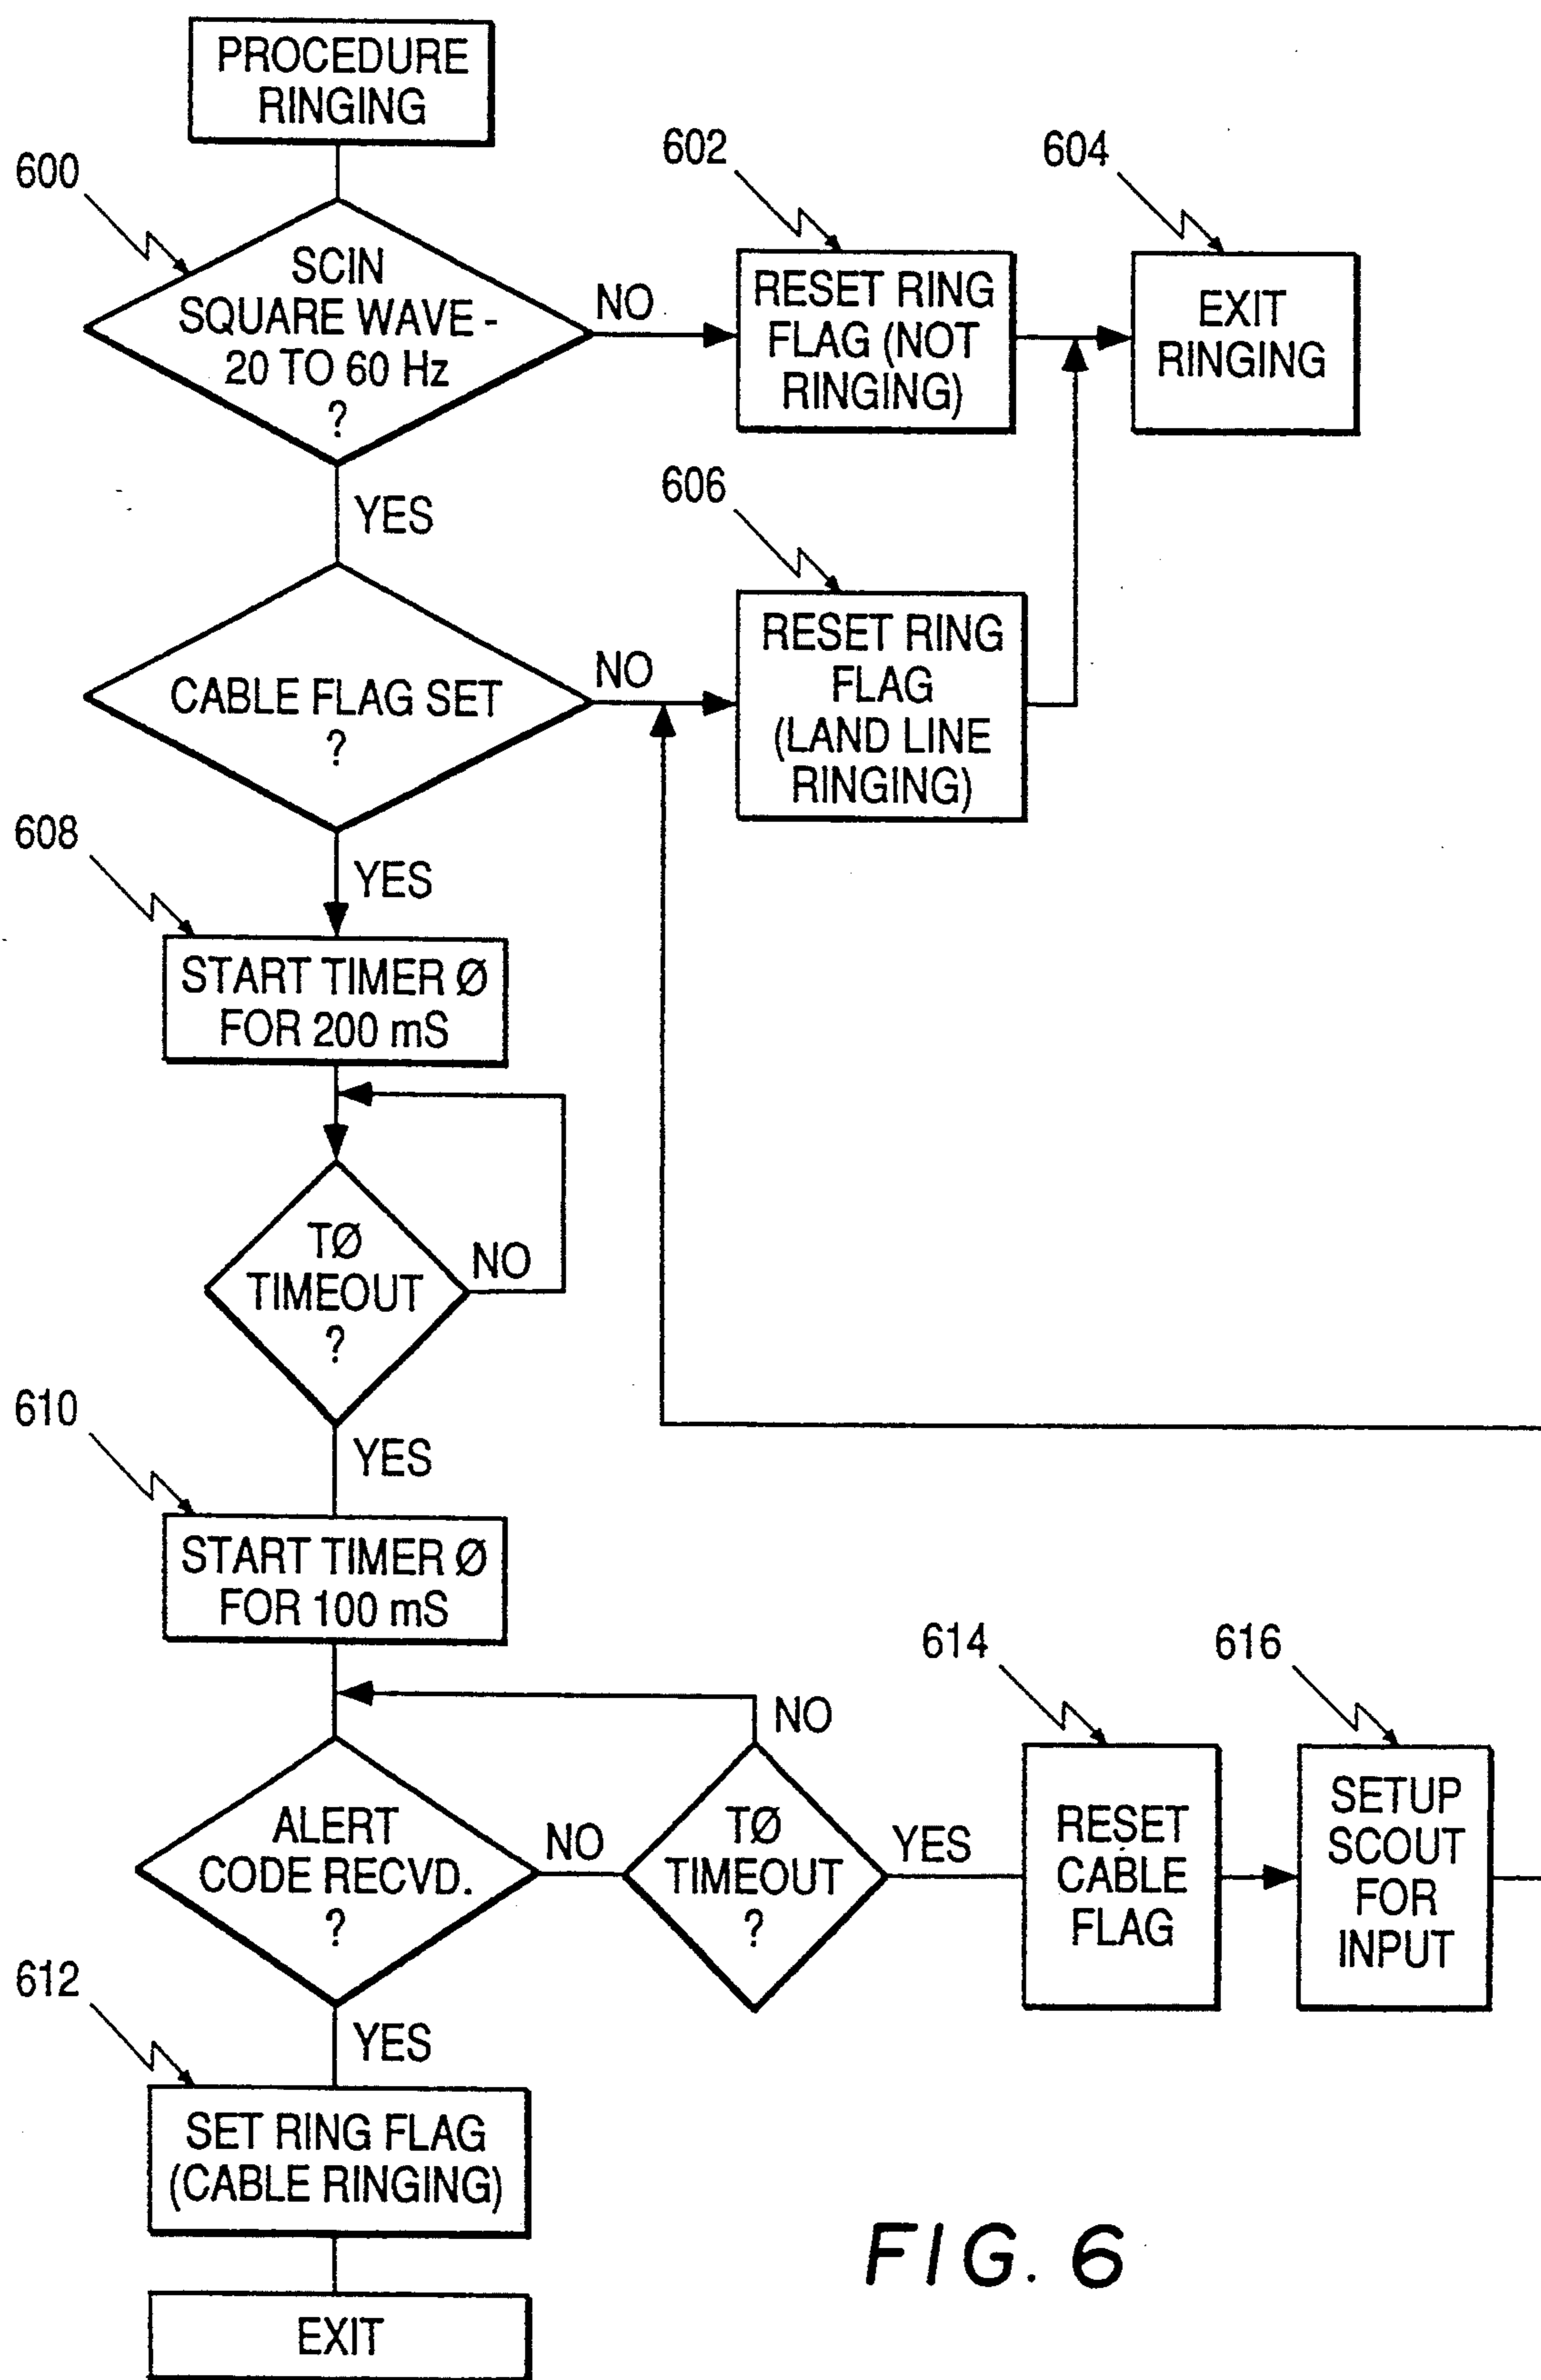 PROCEDURE
RINGING
600
SCIN
SQUARE WAVE -
20 TO 60 Hz
?
NO
602
RESET RING
FLAG (NOT
RINGING)
604
EXIT
RINGING
YES
CABLE FLAG SET
?
NO
606
RESET RING
FLAG
(LAND LINE
RINGING)
YES
608
START TIMER Ø
FOR 200 mS
TØ
TIMEOUT
?
NO
YES
610
START TIMER Ø
FOR 100 mS
ALERT
CODE RECVD.
?
NO
TØ
TIMEOUT
?
NO
YES
614
RESET
CABLE
FLAG
616
SETUP
SCOUT
FOR
INPUT
YES
612
SET RING FLAG
(CABLE RINGING)
EXIT
FIG. 6